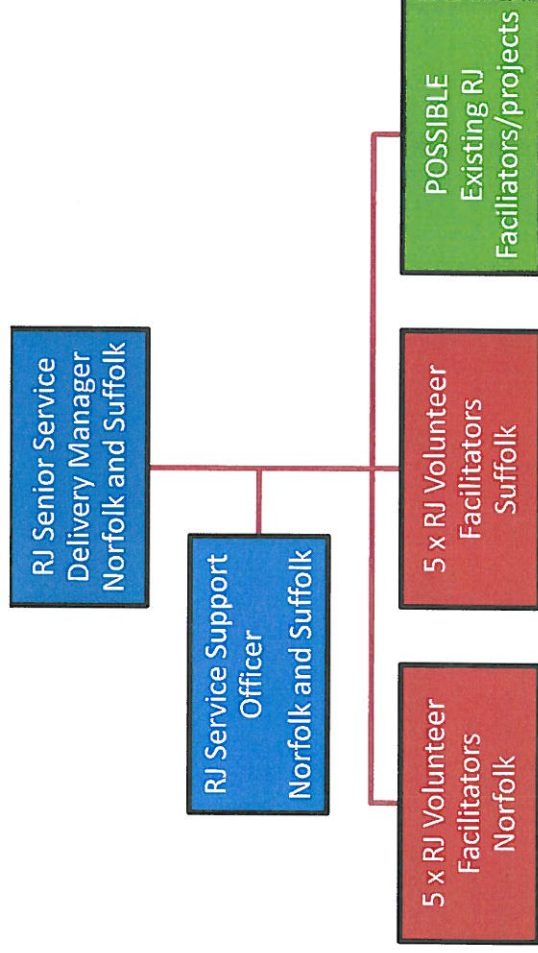 RJ Senior Service
Delivery Manager
Norfolk and Suffolk
RJ Service Support
Officer
Norfolk and Suffolk
5 x RJ Volunteer
Facilitators
Norfolk
5 x RJ Volunteer
Facilitators
Suffolk
POSSIBLE
Existing RJ
Faciliators/projects